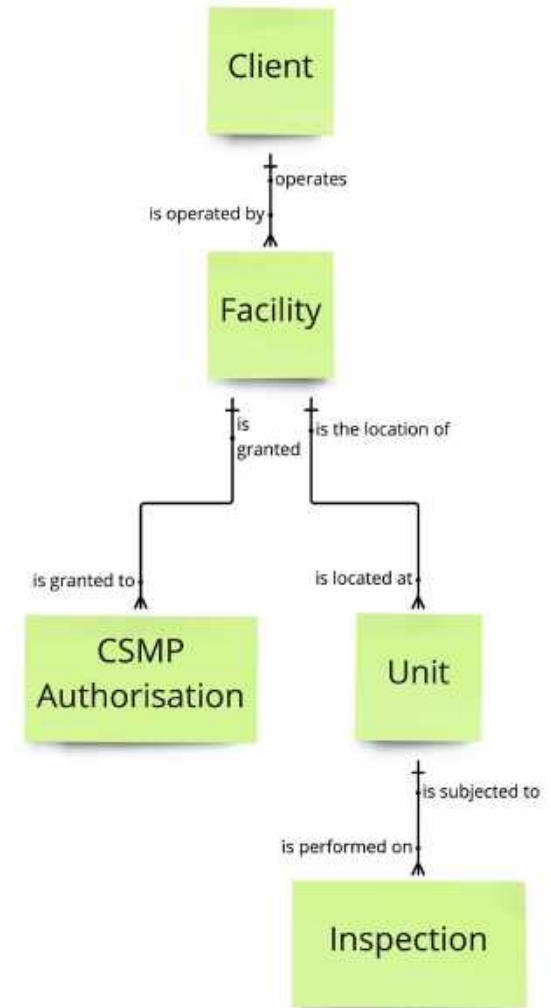 Client
operates
is operated by
Facility
is
granted
is the location of
is granted to
is located at
CSMP
Authorisation
Unit
is subjected to
is performed on
Inspection